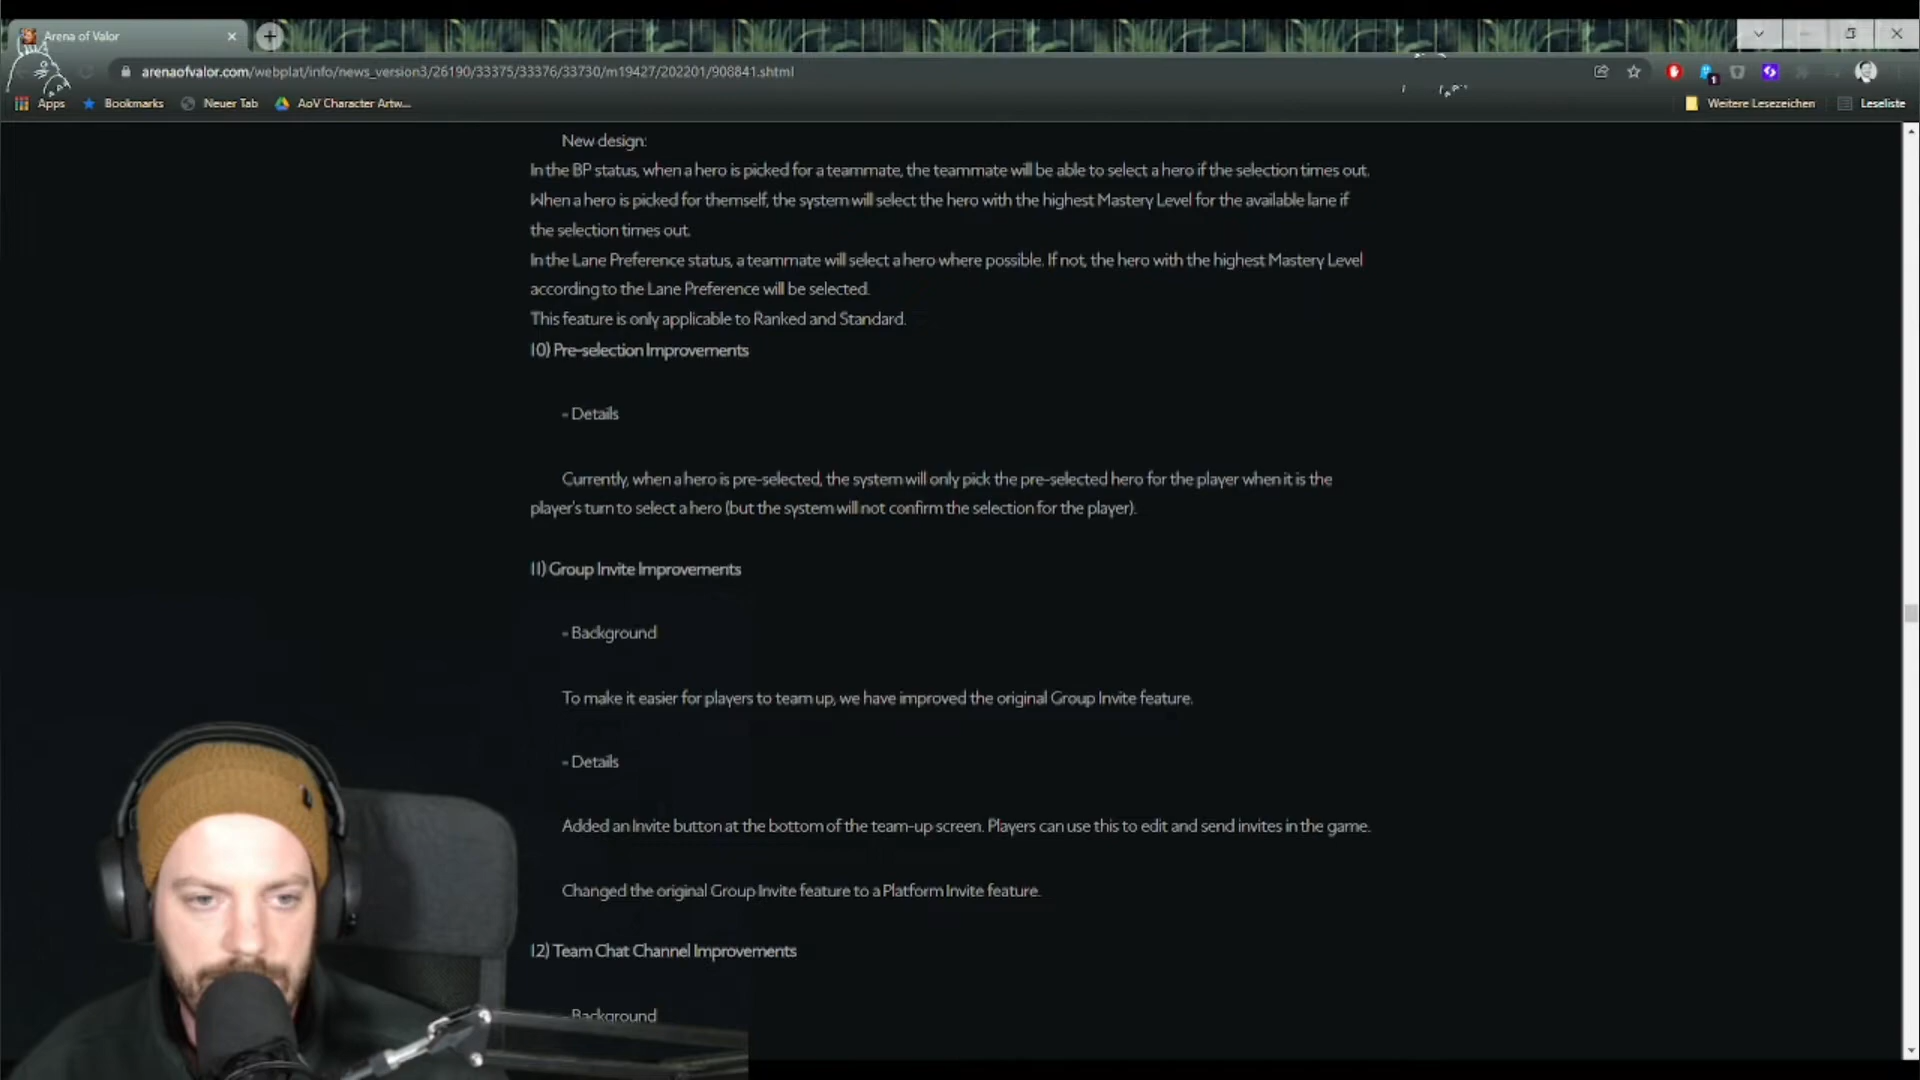 Arena of Valor
arenaofvalor.com/webplat/info/news_version3/26190/33375/33376/33730/m19427/202201/908841.shtml
1
Apps Bookmarks Neuer Tab AoV Character Artw... Weitere Lesezeichen Leseliste
New design:
In the BP status, when a hero is picked for a teammate, the teammate will be able to select a hero if the selection times out.
When a hero is picked for themself, the system will select the hero with the highest Mastery Level for the available lane if
the selection times out.
In the Lane Preference status, a teammate will select a hero where possible. If not, the hero with the highest Mastery Level
according to the Lane Preference will be selected.
This feature is only applicable to Ranked and Standard.
10) Pre-selection Improvements
- Details
Currently, when a hero is pre-selected, the system will only pick the pre-selected hero for the player when it is the
player's turn to select a hero (but the system will not confirm the selection for the player).
11) Group Invite Improvements
- Background
To make it easier for players to team up, we have improved the original Group Invite feature.
- Details
Added an Invite button at the bottom of the team-up screen. Players can use this to edit and send invites in the game.
Changed the original Group Invite feature to a Platform Invite feature.
12) Team Chat Channel Improvements
- Background